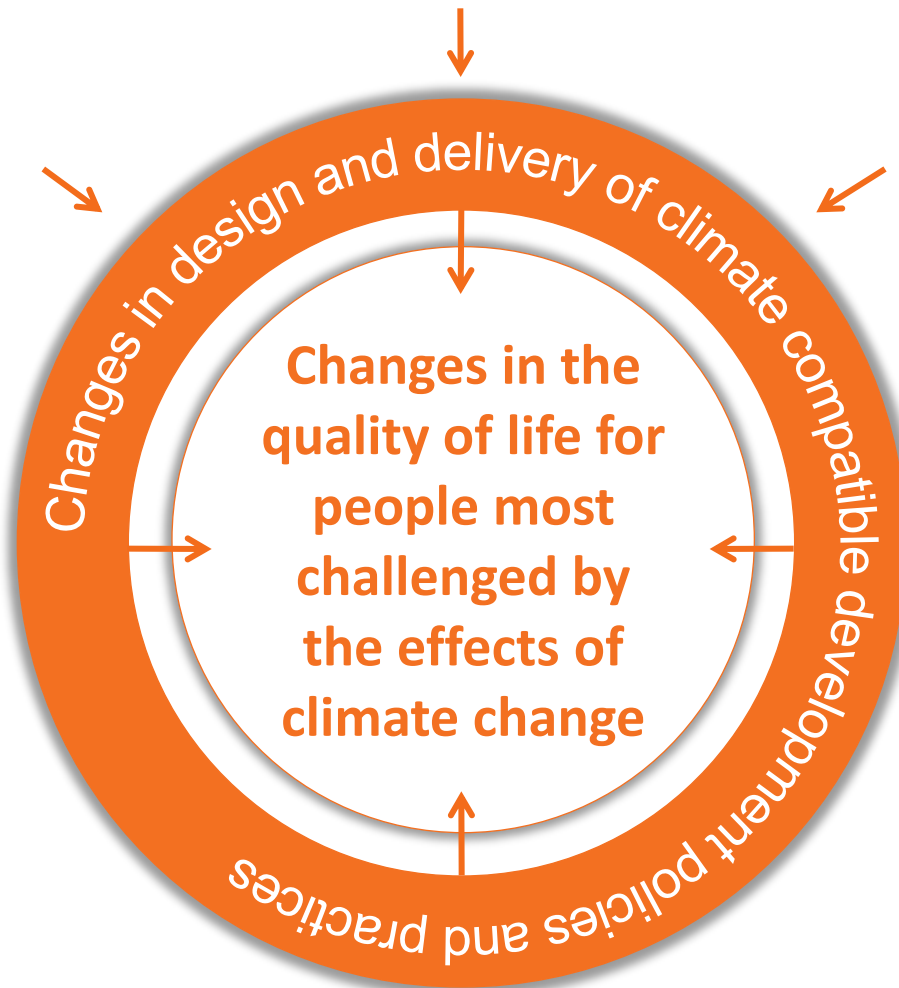 Changes in design and delivery of climate compatible development policies and practices
Changes in the
quality of life for
people most
challenged by
the effects of
climate change